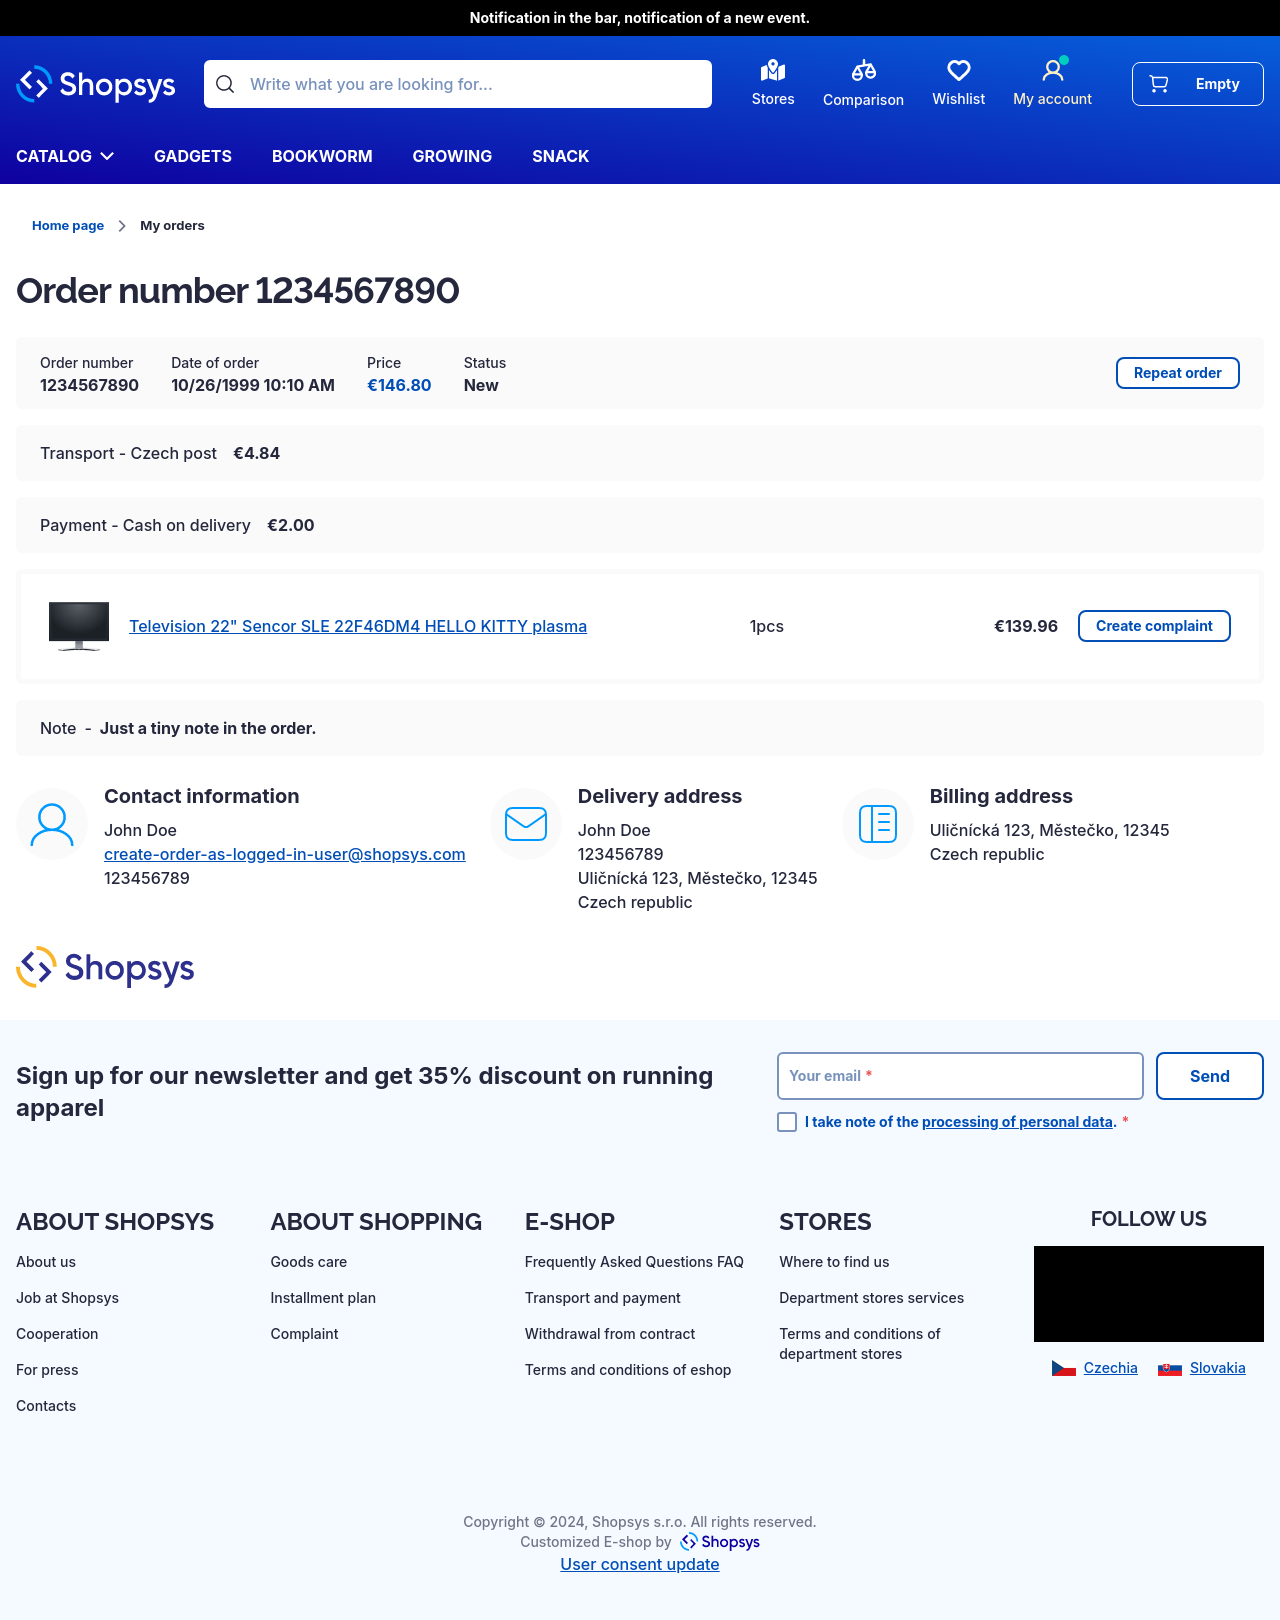 Notification in the bar, notification of a new event.
Shopsys
Write what you are looking for...
Stores
Comparison
Wishlist
My account
Empty
CATALOG
GADGETS
BOOKWORM
GROWING
SNACK
Home page
My orders
Order number 1234567890
Order number
1234567890
Date of order
10/26/1999 10:10 AM
Price
€146.80
Status
New
Repeat order
Transport - Czech post €4.84
Payment - Cash on delivery €2.00
Television 22" Sencor SLE 22F46DM4 HELLO KITTY plasma
1pcs
€139.96
Create complaint
Note - Just a tiny note in the order.
Contact information
John Doe
create-order-as-logged-in-user@shopsys.com
123456789
Delivery address
John Doe
123456789
Uličnícká 123, Městečko, 12345
Czech republic
Billing address
Uličnícká 123, Městečko, 12345
Czech republic
Shopsys
Sign up for our newsletter and get 35% discount on running
apparel
Your email *
Send
I take note of the processing of personal data. *
ABOUT SHOPSYS
About us
Job at Shopsys
Cooperation
For press
Contacts
ABOUT SHOPPING
Goods care
Installment plan
Complaint
E-SHOP
Frequently Asked Questions FAQ
Transport and payment
Withdrawal from contract
Terms and conditions of eshop
STORES
Where to find us
Department stores services
Terms and conditions of
department stores
FOLLOW US
Czechia
Slovakia
Copyright © 2024, Shopsys s.r.o. All rights reserved.
Customized E-shop by Shopsys
User consent update